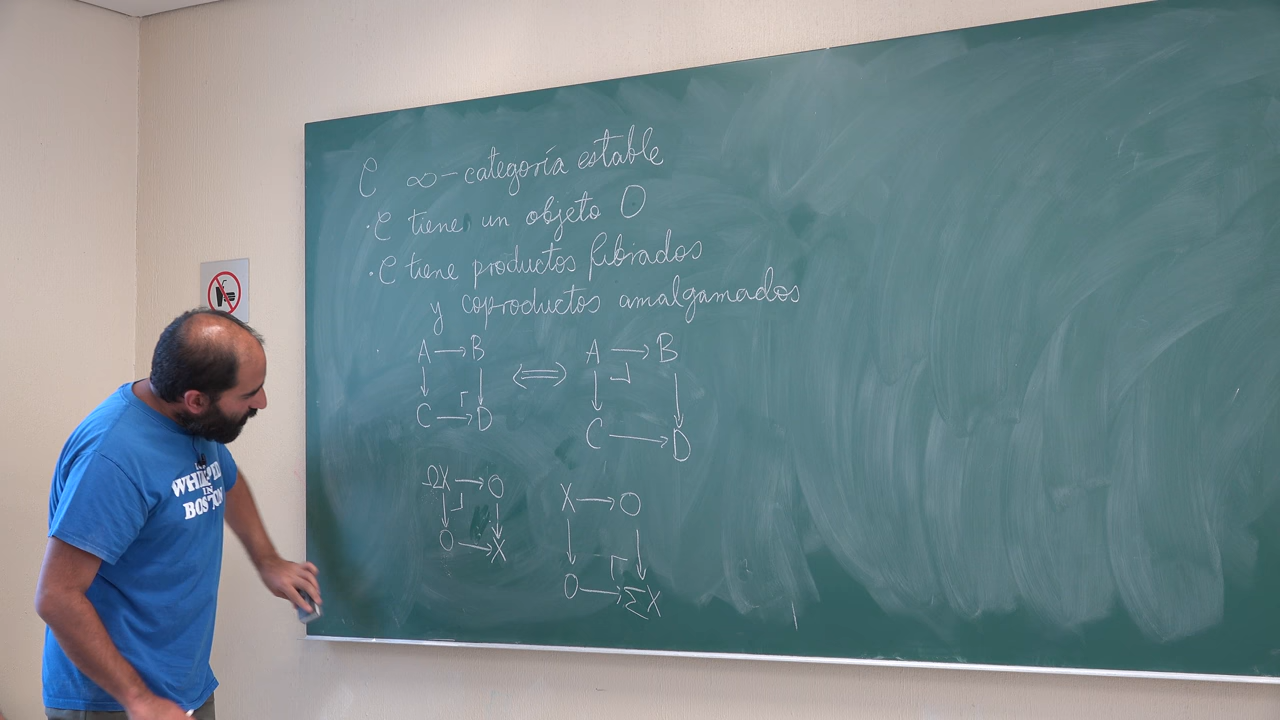 C ∞-categoría estable
· C tiene un objeto 0
· C tiene productos fibrados
y coproductos amalgamados
· A → B ⟺ A → B
↓ ⌜ ↓ ↓ ⌟ ↓
C → D C → D
ΩX → 0 X → 0
↓ ⌟ ↓ ↓ ⌜ ↓
0 → X 0 → ΣX
IN
BOSTON